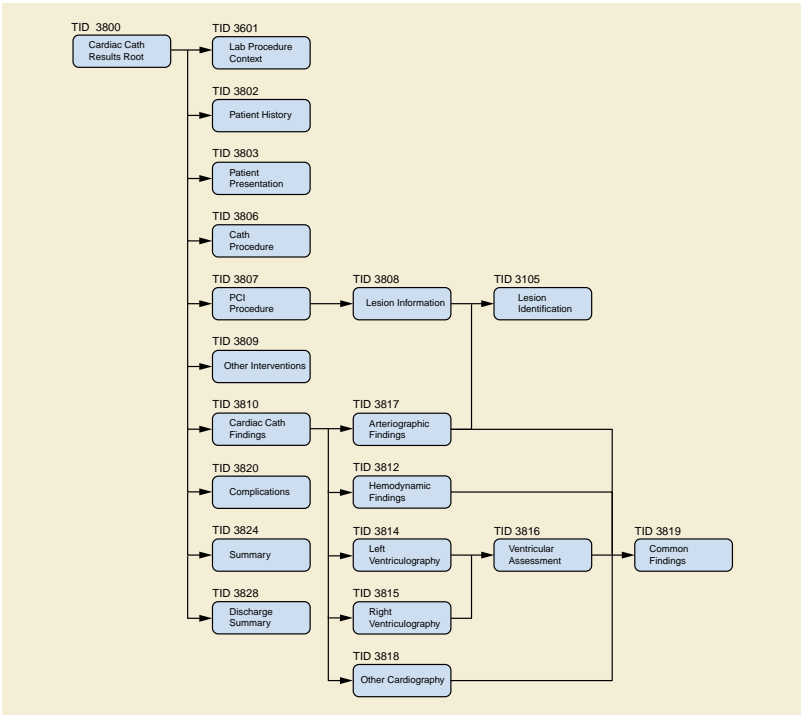 TID 3800
Cardiac Cath
Results Root
TID 3601
Lab Procedure
Context
TID 3802
Patient History
TID 3803
Patient
Presentation
TID 3806
Cath
Procedure
TID 3807
PCI
Procedure
TID 3808
Lesion Information
TID 3105
Lesion
Identification
TID 3809
Other Interventions
TID 3810
Cardiac Cath
Findings
TID 3817
Arteriographic
Findings
TID 3820
Complications
TID 3812
Hemodynamic
Findings
TID 3824
Summary
TID 3814
Left
Ventriculography
TID 3816
Ventricular
Assessment
TID 3819
Common
Findings
TID 3828
Discharge
Summary
TID 3815
Right
Ventriculography
TID 3818
Other Cardiography